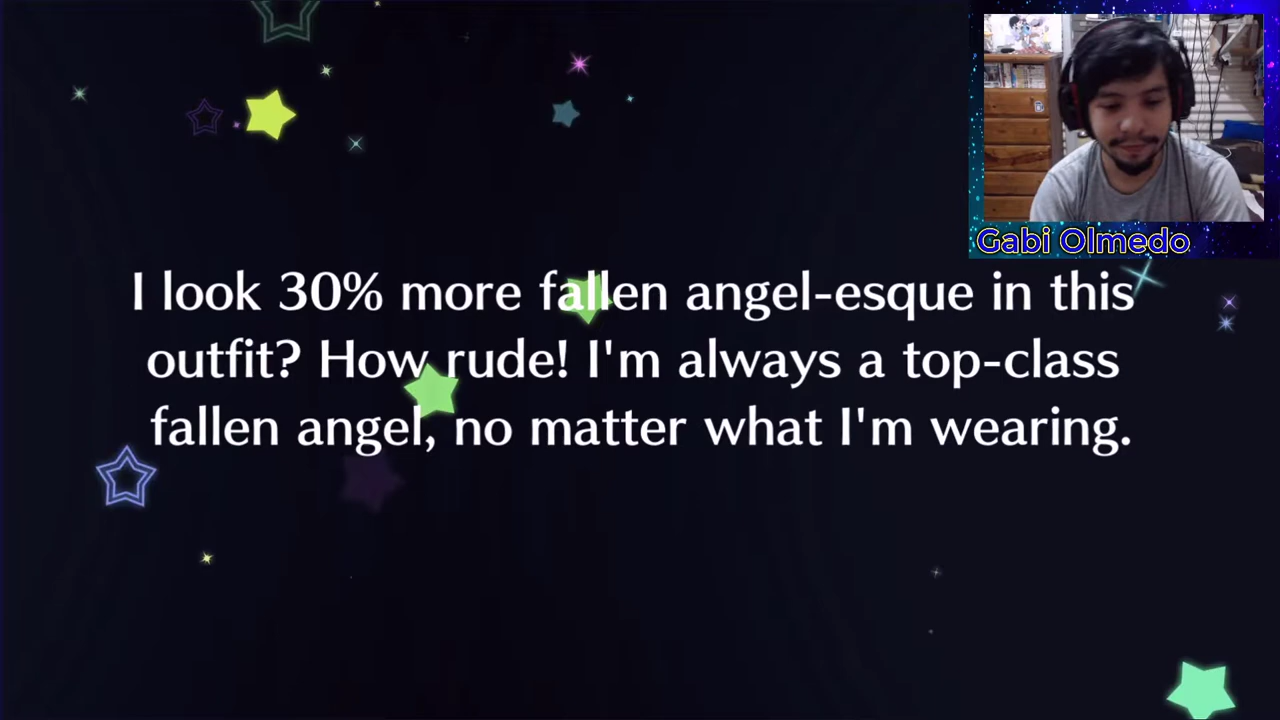 Gabi Olmedo
I look 30% more fallen angel-esque in this
outfit? How rude! I'm always a top-class
fallen angel, no matter what I'm wearing.